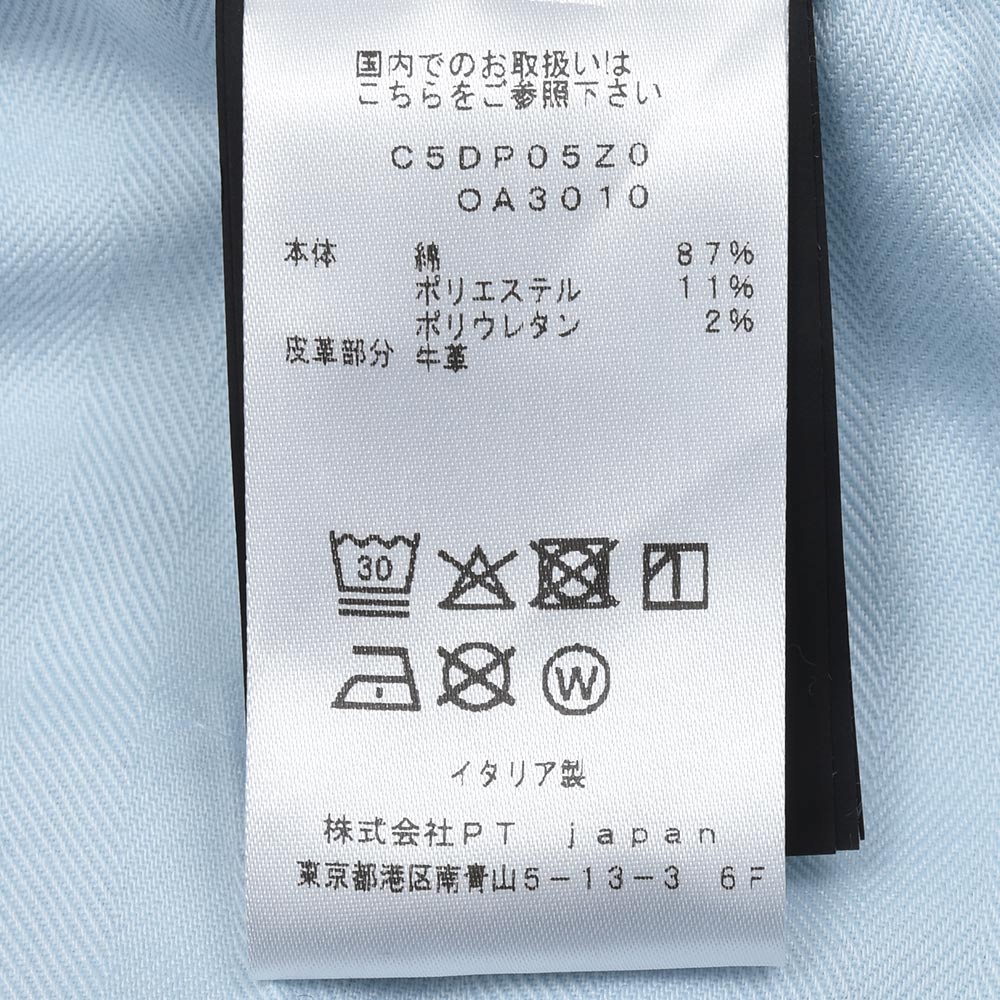 国内でのお取扱いは
こちらをご参照下さい
C5DP05Z0
OA3010
本体 綿 87%
ポリエステル 11%
ポリウレタン 2%
皮革部分 牛革
30
W
イタリア製
株式会社PT japan
東京都港区南青山5-13-3 6F